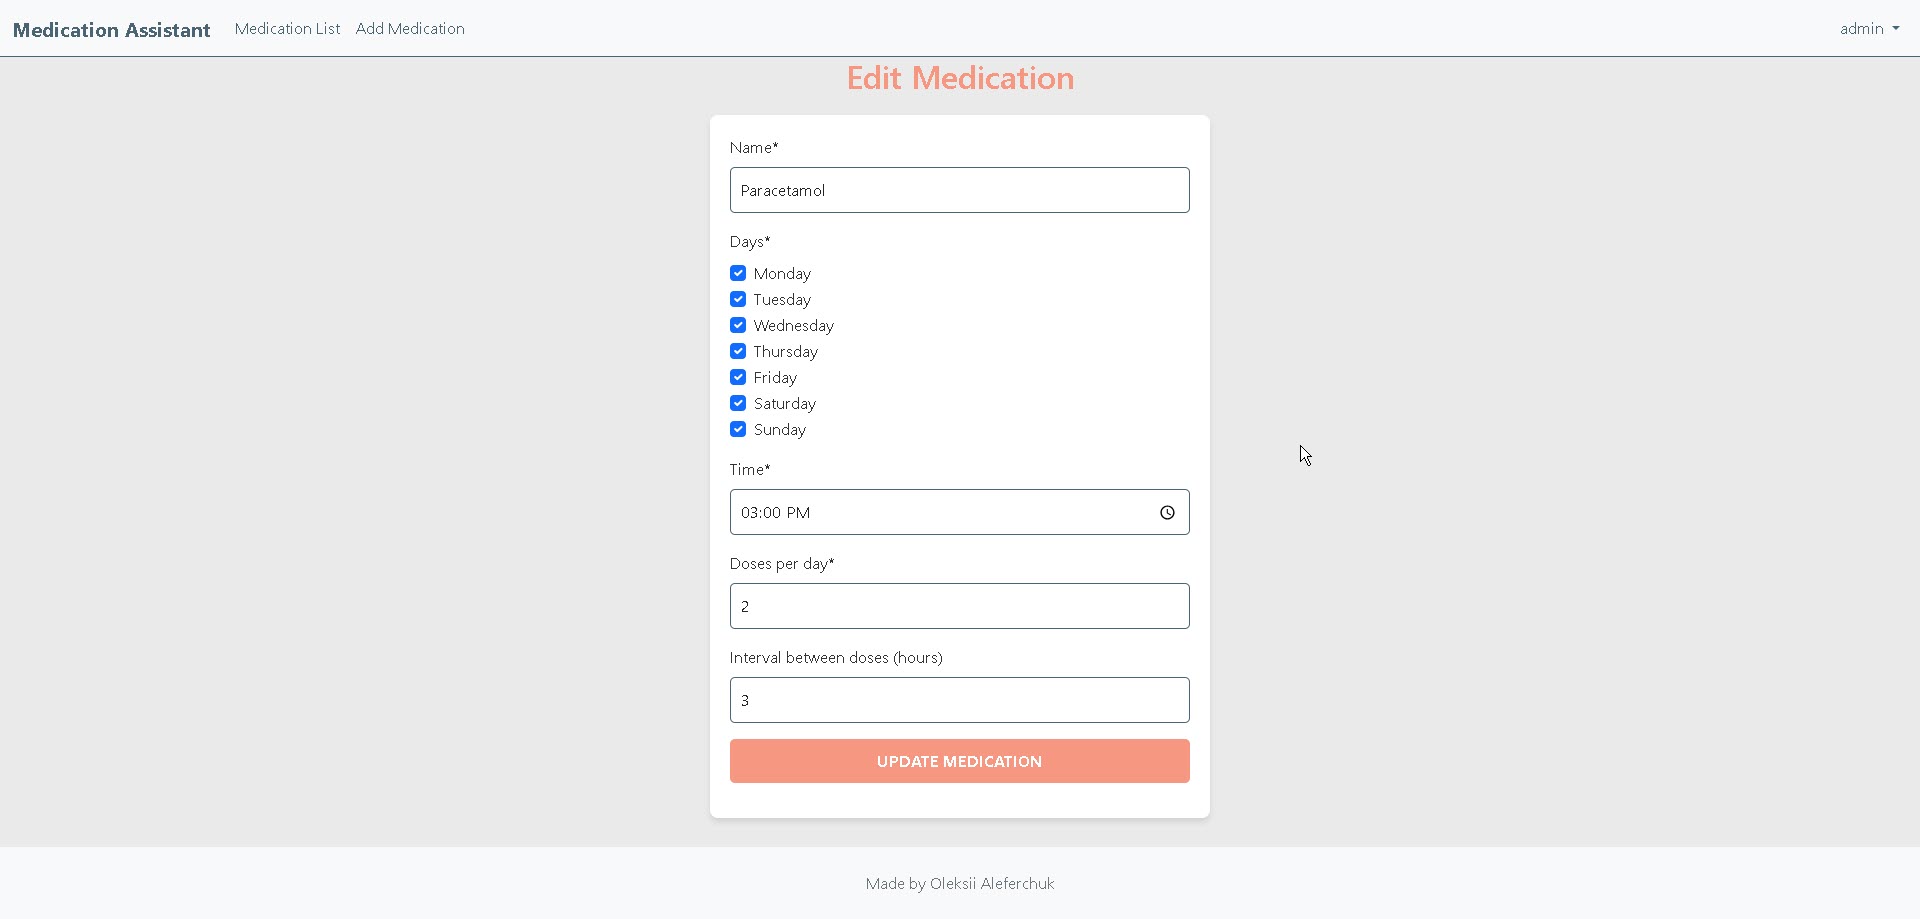 Medication Assistant Medication List Add Medication admin
Edit Medication
Name*
Paracetamol
Days*
Monday
Tuesday
Wednesday
Thursday
Friday
Saturday
Sunday
Time*
03:00 PM
Doses per day*
2
Interval between doses (hours)
3
UPDATE MEDICATION
Made by Oleksii Aleferchuk